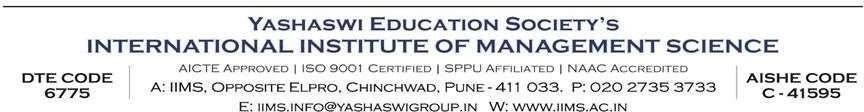 YASHASWI EDUCATION SOCIETY'S
INTERNATIONAL INSTITUTE OF MANAGEMENT SCIENCE
AICTE APPROVED | ISO 9001 CERTIFIED | SPPU AFFILIATED | NAAC ACCREDITED
DTE CODE
6775
A: IIMS, OPPOSITE ELPRO, CHINCHWAD, PUNE - 411 033. P: 020 2735 3733
E: IIMS.INFO@YASHASWIGROUP.IN W: WWW.IIMS.AC.IN
AISHE CODE
C - 41595